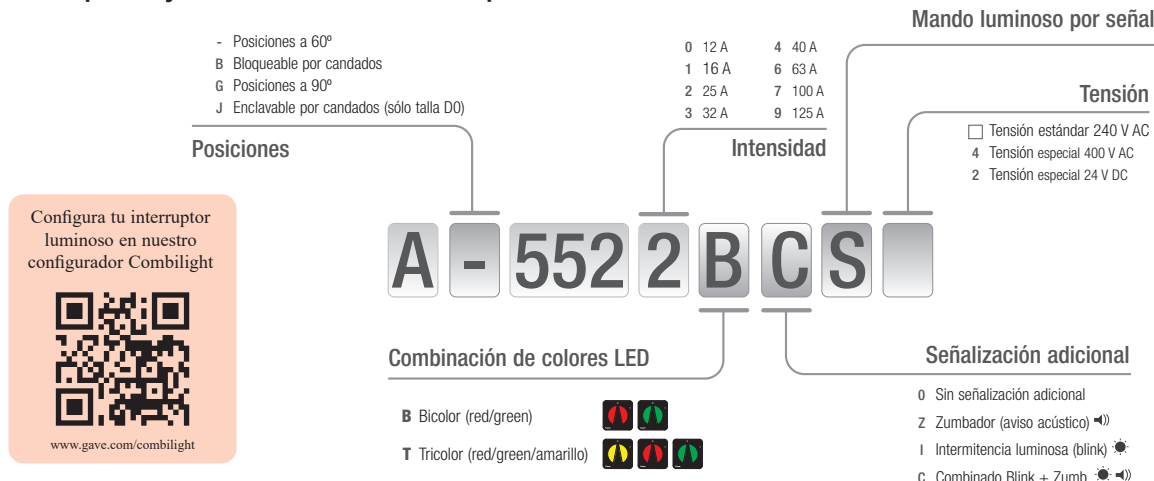 Mando luminoso por señal
- Posiciones a 60º
B Bloqueable por candados
G Posiciones a 90º
J Enclavable por candados (sólo talla D0)
Posiciones
0 12 A 4 40 A
1 16 A 6 63 A
2 25 A 7 100 A
3 32 A 9 125 A
Intensidad
Tensión
Tensión estándar 240 V AC
4 Tensión especial 400 V AC
2 Tensión especial 24 V DC
Configura tu interruptor
luminoso en nuestro
configurador Combilight
www.gave.com/combilight
A - 552 2 B C S
Combinación de colores LED
B Bicolor (red/green)
T Tricolor (red/green/amarillo)
Señalización adicional
0 Sin señalización adicional
Z Zumbador (aviso acústico)
I Intermitencia luminosa (blink)
C Combinado Blink + Zumb.